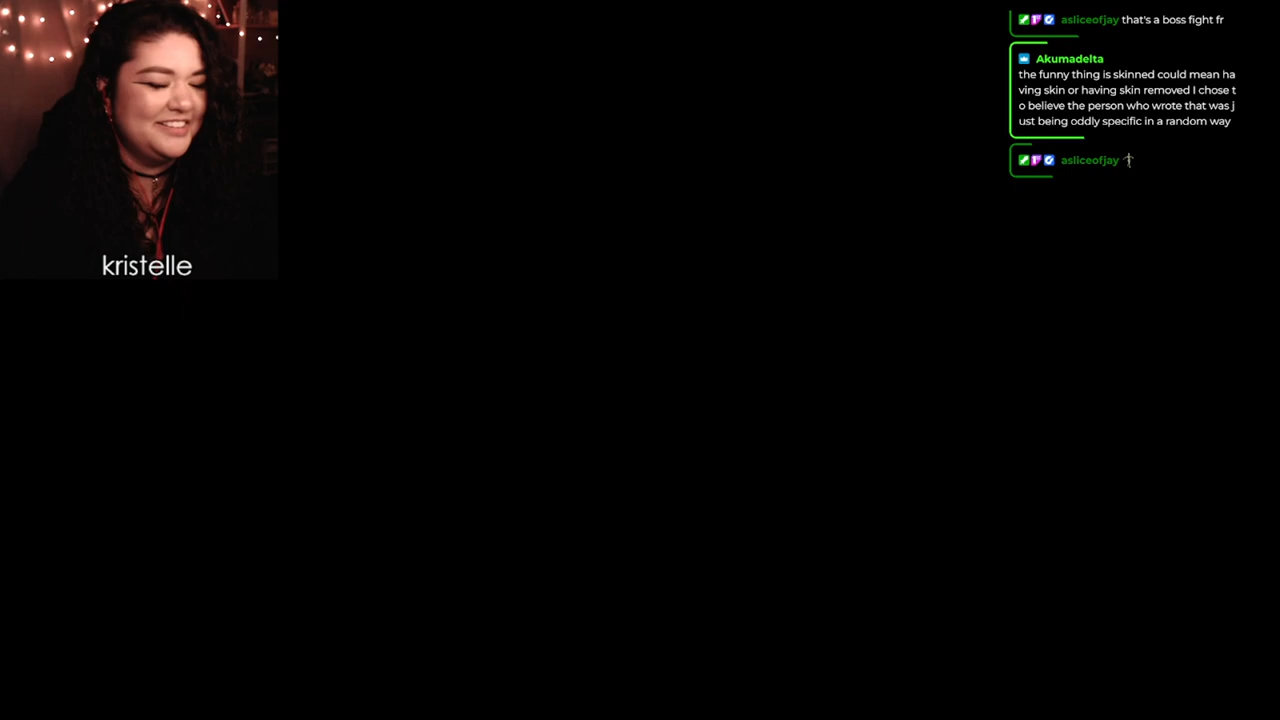 asliceofjay that's a boss fight fr
Akumadelta
the funny thing is skinned could mean ha
ving skin or having skin removed I chose t
o believe the person who wrote that was j
ust being oddly specific in a random way
asliceofjay
kristelle